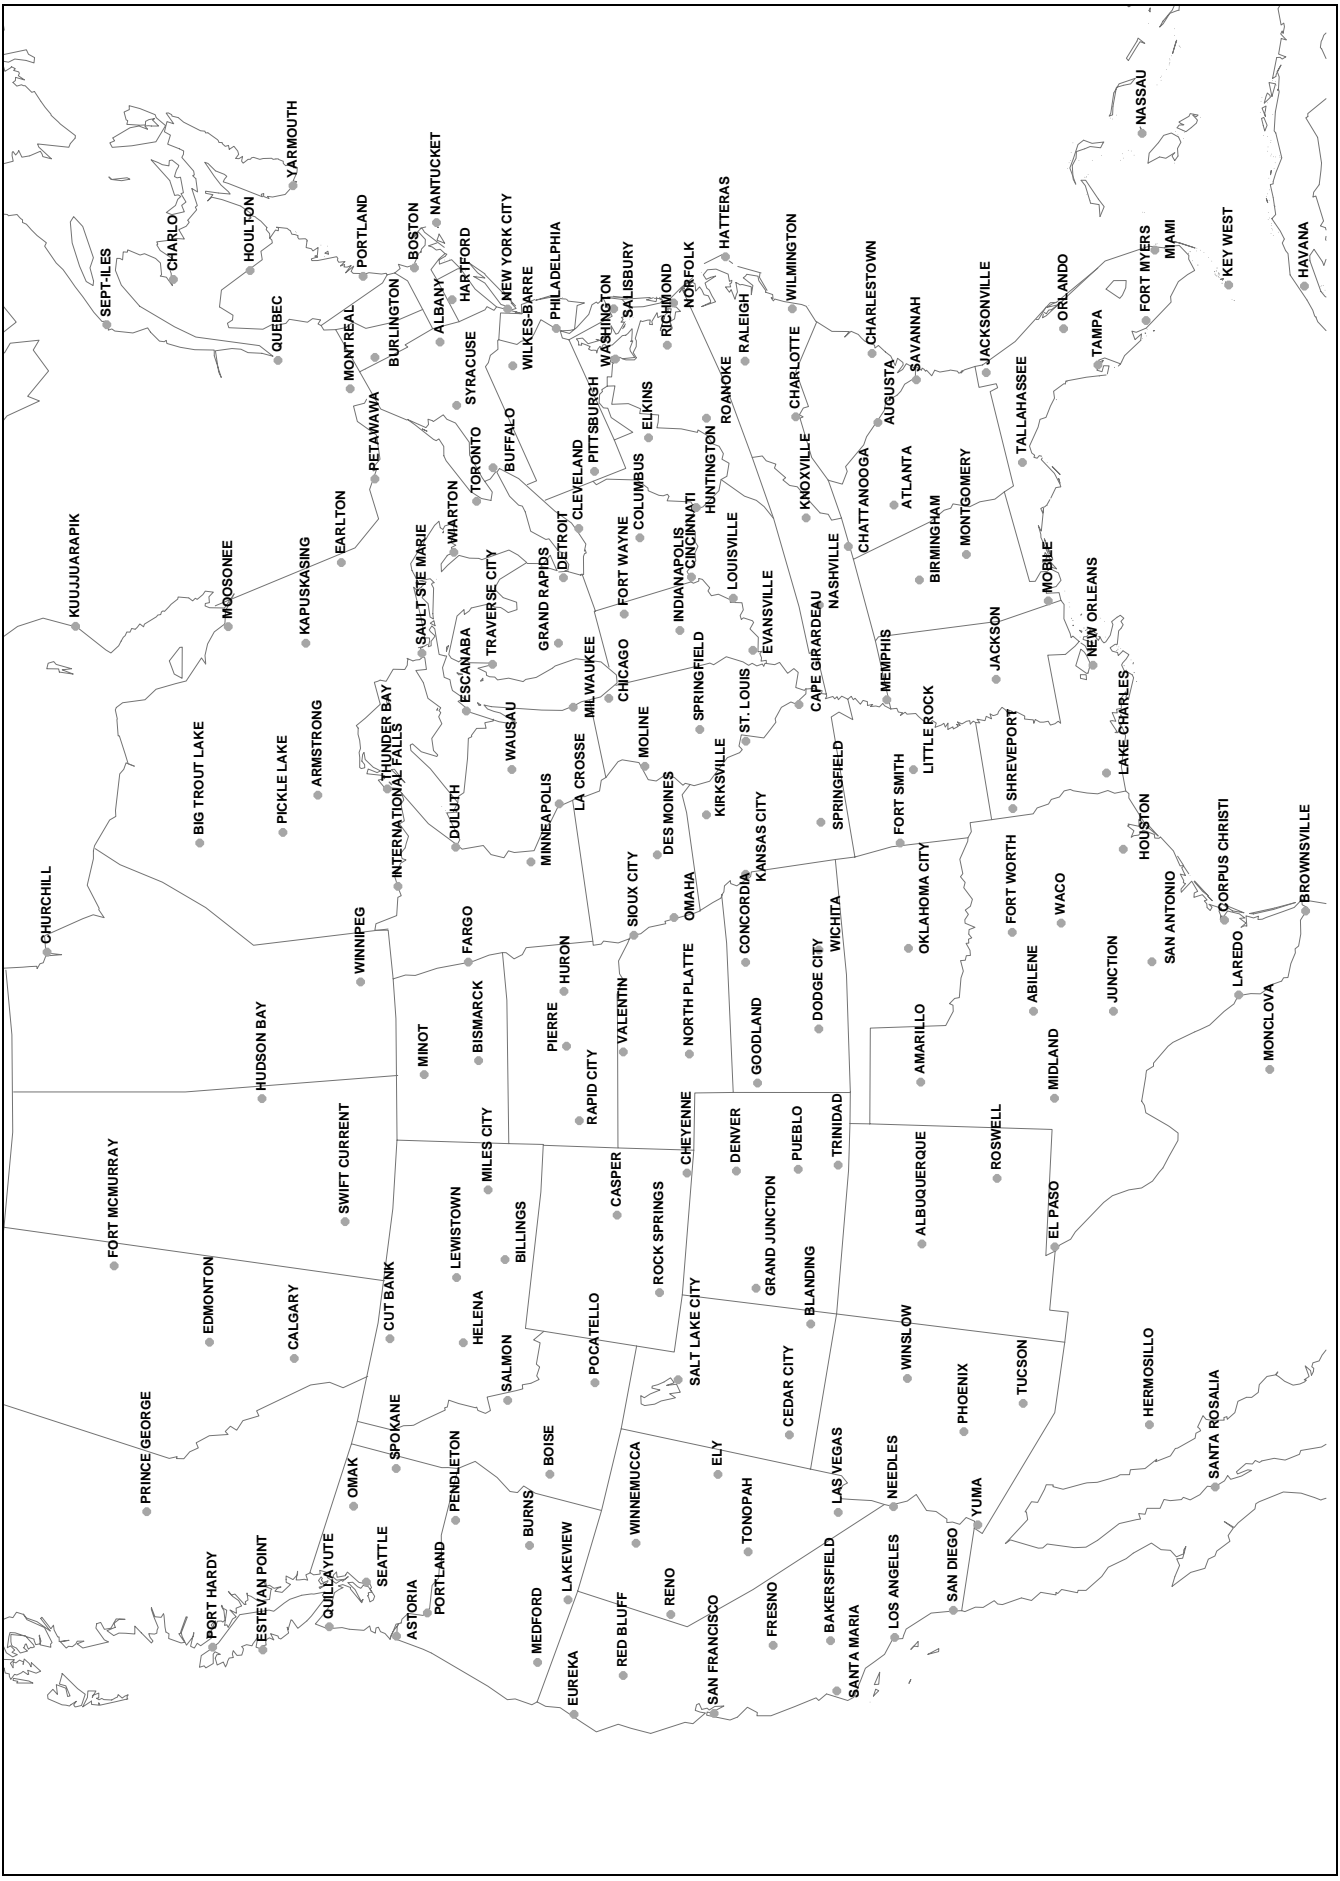 CHURCHILL
KUUJUARAPIK
SEPT-ILES
FORT MCMURRAY
PRINCE GEORGE
CHARLO
BIG TROUT LAKE
EDMONTON
PORT HARDY
MOOSONEE
HOULTON
HUDSON BAY
ESTEVAN POINT
QUEBEC
PICKLE LAKE
YARMOUTH
CALGARY
KAPUSKASING
ARMSTRONG
QUILLAYUTE
EARLTON
SWIFT CURRENT
MONTREAL
OMAK
WINNIPEG
PORTLAND
SEATTLE
PETAWAWA
BURLINGTON
THUNDER BAY
CUT BANK
SPOKANE
INTERNATIONAL FALLS
ASTORIA
BOSTON
SAULT STE MARIE
MINOT
PORTLAND
NANTUCKET
ALBANY
WIARTON
HARTFORD
DULUTH
LEWISTOWN
PENDLETON
SYRACUSE
ESCANABA
FARGO
HELENA
TORONTO
BISMARCK
MILES CITY
TRAVERSE CITY
BUFFALO
NEW YORK CITY
WAUSAU
BILLINGS
SALMON
WILKES-BARRE
BURNS
MINNEAPOLIS
MEDFORD
BOISE
PHILADELPHIA
GRAND RAPIDS
DETROIT
PIERRE
HURON
LAKEVIEW
EUREKA
CLEVELAND
LA CROSSE
MILWAUKEE
RAPID CITY
POCATELLO
PITTSBURGH
WASHINGTON
SALISBURY
CHICAGO
FORT WAYNE
VALENTIN
CASPER
RED BLUFF
SIOUX CITY
WINNEMUCCA
COLUMBUS
MOLINE
ELKINS
DES MOINES
ROCK SPRINGS
RICHMOND
RENO
NORFOLK
OMAHA
INDIANAPOLIS
CINCINNATI
NORTH PLATTE
CHEYENNE
SALT LAKE CITY
SPRINGFIELD
HUNTINGTON
KIRKSVILLE
SAN FRANCISCO
ELY
HATTERAS
ROANOKE
LOUISVILLE
DENVER
RALEIGH
ST. LOUIS
CONCORDIA
TONOPAH
KANSAS CITY
GOODLAND
EVANSVILLE
GRAND JUNCTION
FRESNO
CEDAR CITY
WILMINGTON
CHARLOTTE
PUEBLO
KNOXVILLE
BLANDING
CAPE GIRARDEAU
DODGE CITY
NASHVILLE
BAKERSFIELD
SPRINGFIELD
WICHITA
TRINIDAD
LAS VEGAS
SANTA MARIA
CHATTANOOGA
CHARLESTOWN
MEMPHIS
AUGUSTA
NEEDLES
LOS ANGELES
FORT SMITH
ATLANTA
WINSLOW
SAVANNAH
LITTLE ROCK
OKLAHOMA CITY
AMARILLO
ALBUQUERQUE
BIRMINGHAM
SAN DIEGO
MONTGOMERY
PHOENIX
YUMA
JACKSONVILLE
JACKSON
ROSWELL
SHREVEPORT
FORT WORTH
TALLAHASSEE
TUCSON
ABILENE
MOBILE
MIDLAND
EL PASO
ORLANDO
WACO
NEW ORLEANS
TAMPA
JUNCTION
LAKE CHARLES
HOUSTON
NASSAU
FORT MYERS
MIAMI
HERMOSILLO
SAN ANTONIO
SANTA ROSALIA
CORPUS CHRISTI
KEY WEST
LAREDO
MONCLOVA
HAVANA
BROWNSVILLE